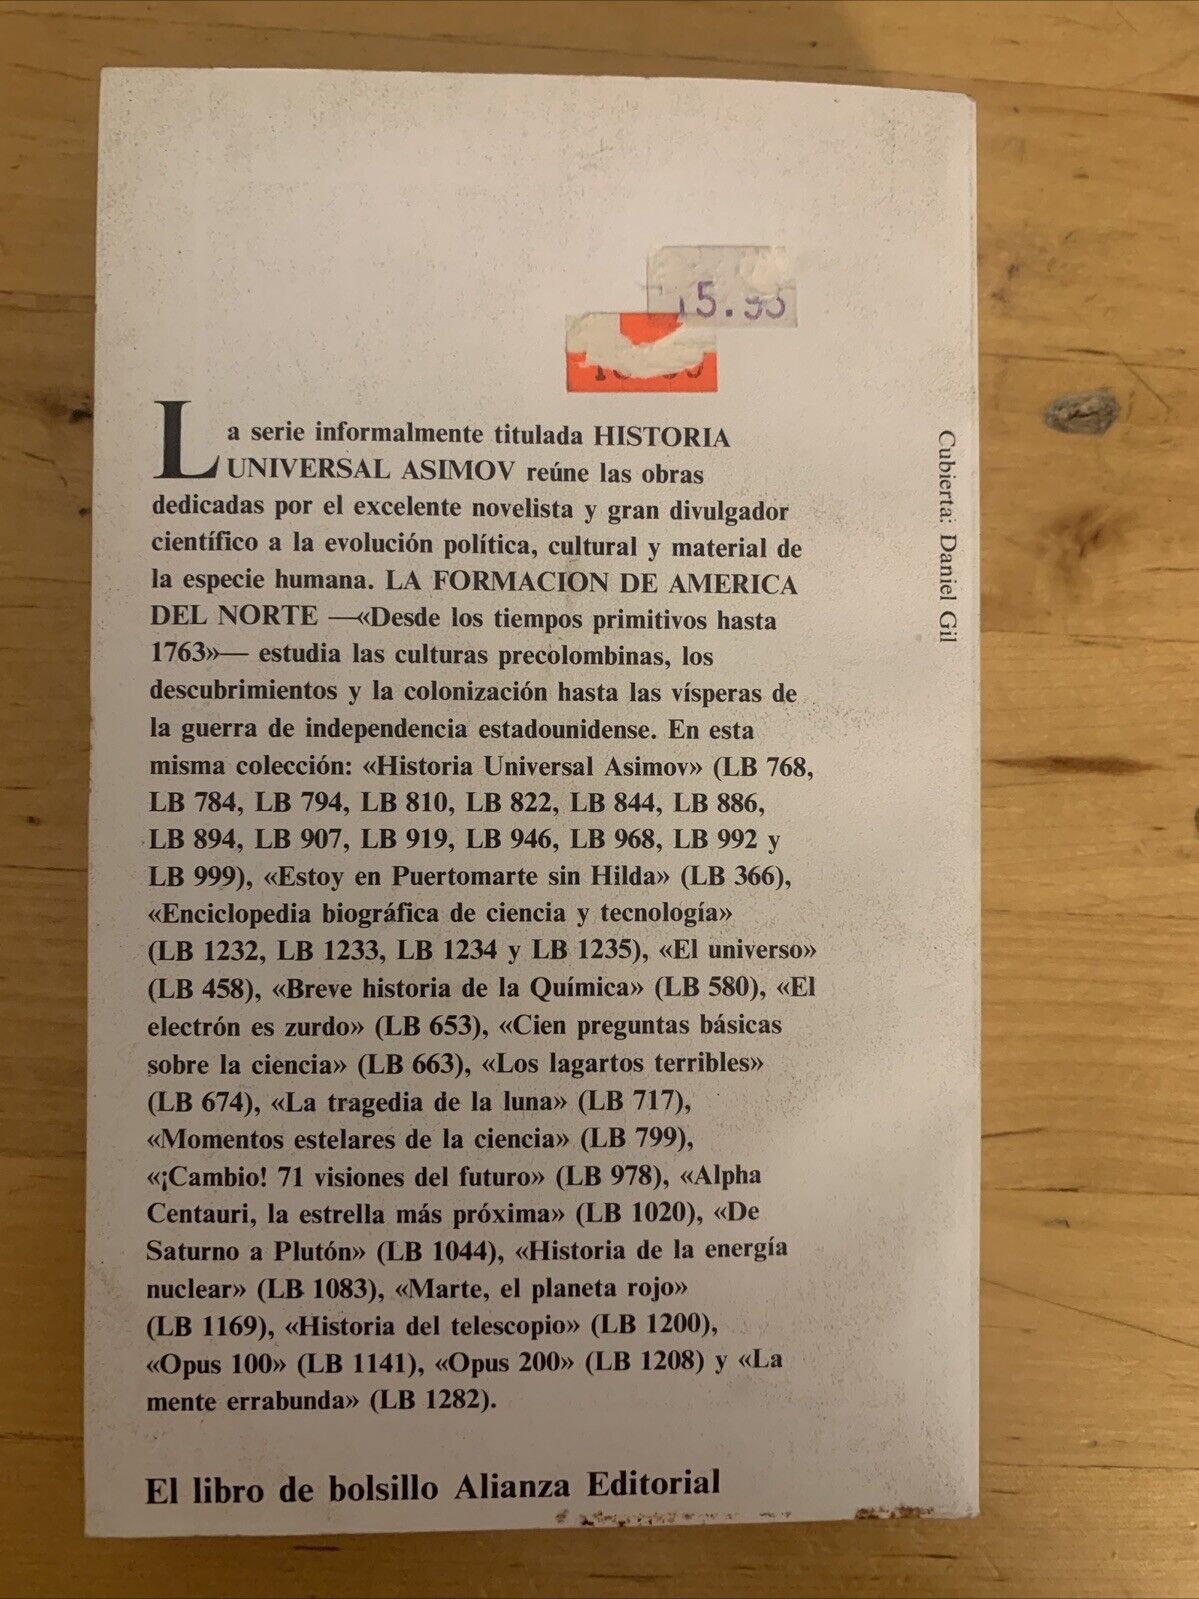 La serie informalmente titulada HISTORIA
UNIVERSAL ASIMOV reúne las obras
dedicadas por el excelente novelista y gran divulgador
científico a la evolución política, cultural y material de
la especie humana. LA FORMACION DE AMERICA
DEL NORTE —«Desde los tiempos primitivos hasta
1763»— estudia las culturas precolombinas, los
descubrimientos y la colonización hasta las vísperas de
la guerra de independencia estadounidense. En esta
misma colección: «Historia Universal Asimov» (LB 768,
LB 784, LB 794, LB 810, LB 822, LB 844, LB 886,
LB 894, LB 907, LB 919, LB 946, LB 968, LB 992 y
LB 999), «Estoy en Puertomarte sin Hilda» (LB 366),
«Enciclopedia biográfica de ciencia y tecnología»
(LB 1232, LB 1233, LB 1234 y LB 1235), «El universo»
(LB 458), «Breve historia de la Química» (LB 580), «El
electrón es zurdo» (LB 653), «Cien preguntas básicas
sobre la ciencia» (LB 663), «Los lagartos terribles»
(LB 674), «La tragedia de la luna» (LB 717),
«Momentos estelares de la ciencia» (LB 799),
«¡Cambio! 71 visiones del futuro» (LB 978), «Alpha
Centauri, la estrella más próxima» (LB 1020), «De
Saturno a Plutón» (LB 1044), «Historia de la energía
nuclear» (LB 1083), «Marte, el planeta rojo»
(LB 1169), «Historia del telescopio» (LB 1200),
«Opus 100» (LB 1141), «Opus 200» (LB 1208) y «La
mente errabunda» (LB 1282).
El libro de bolsillo Alianza Editorial
Cubierta: Daniel Gil